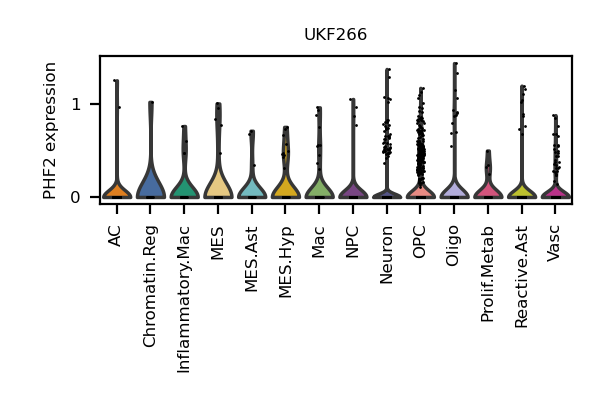 UKF266
PHF2 expression
1
0
AC
Chromatin.Reg
Inflammatory.Mac
MES
MES.Ast
MES.Hyp
Mac
NPC
Neuron
OPC
Oligo
Prolif.Metab
Reactive.Ast
Vasc